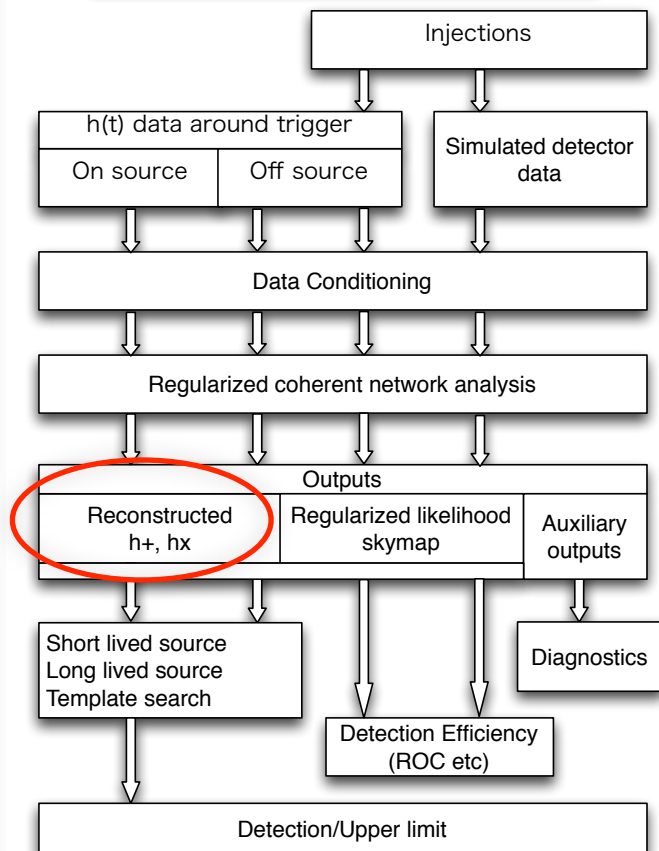 Injections
h(t) data around trigger
On source
Off source
Simulated detector
data
Data Conditioning
Regularized coherent network analysis
Outputs
Reconstructed
h+, hx
Regularized likelihood
skymap
Auxiliary
outputs
Short lived source
Long lived source
Template search
Diagnostics
Detection Efficiency
(ROC etc)
Detection/Upper limit